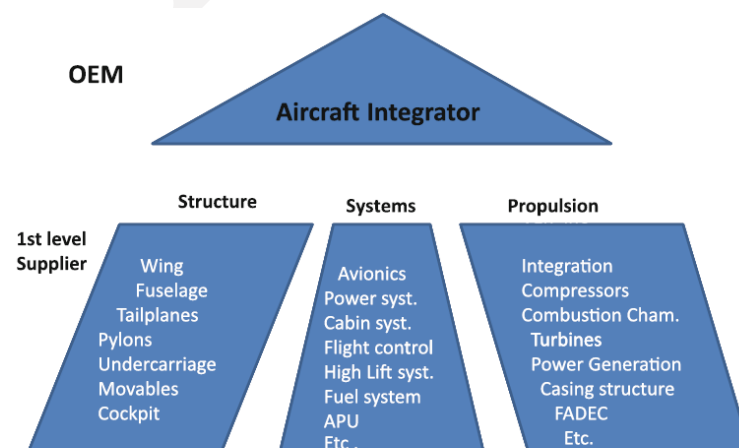 OEM
Aircraft Integrator
Structure
Systems
Propulsion
1st level
Supplier
Wing
Fuselage
Tailplanes
Pylons
Undercarriage
Movables
Cockpit
Avionics
Power syst.
Cabin syst.
Flight control
High Lift syst.
Fuel system
APU
Etc .
Integration
Compressors
Combustion Cham.
Turbines
Power Generation
Casing structure
FADEC
Etc.